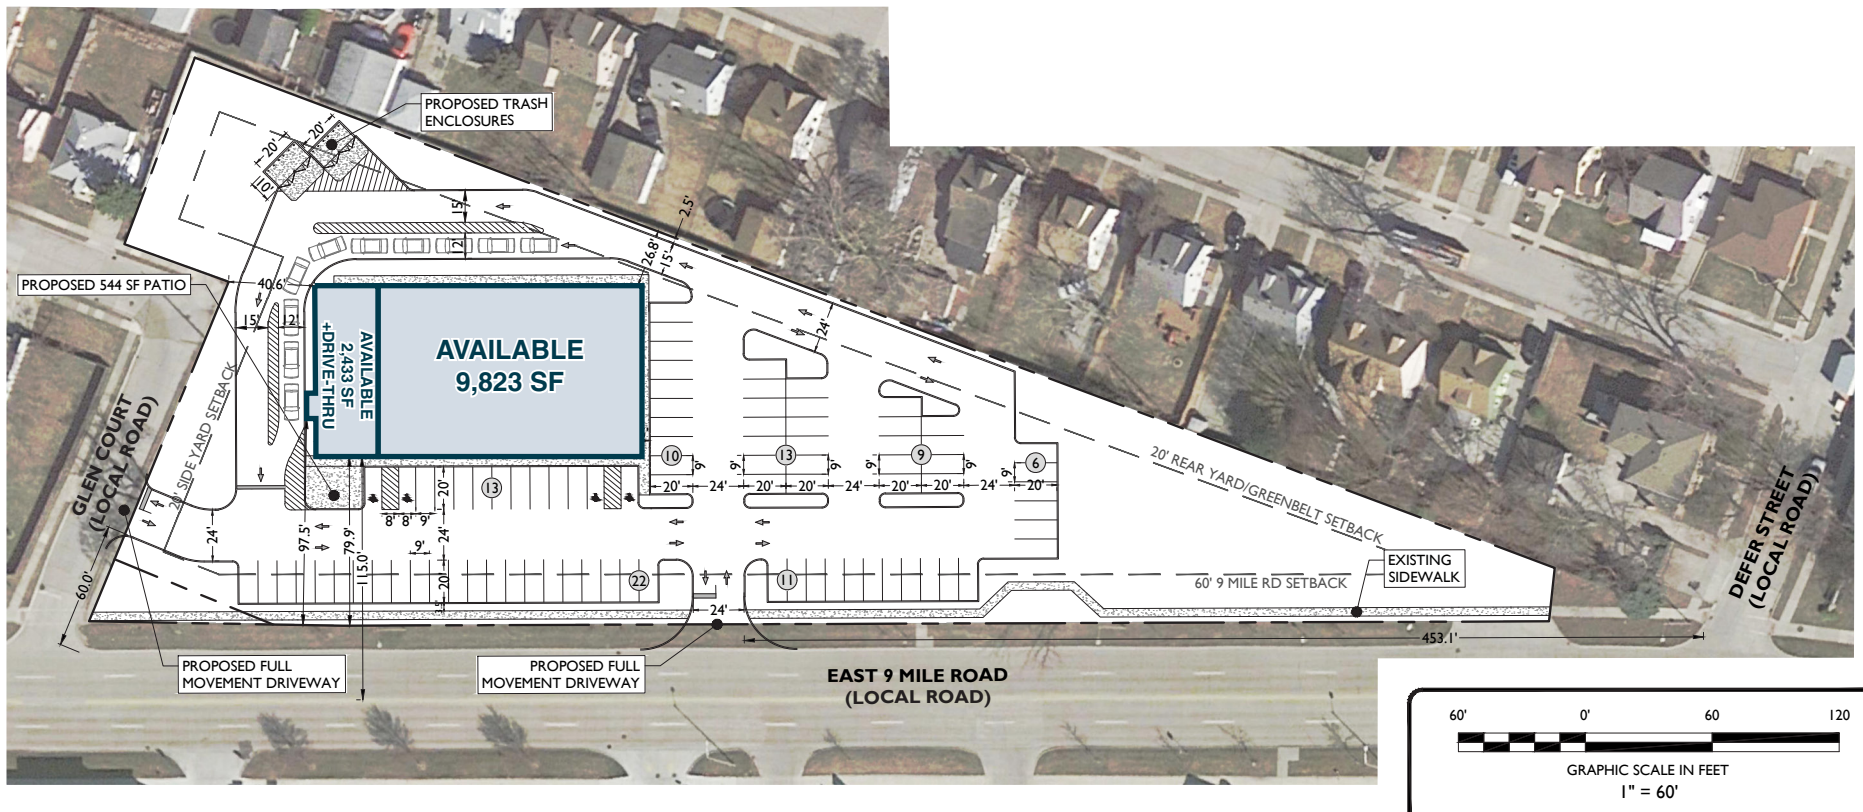 PROPOSED TRASH
ENCLOSURES
20'
20'
10'
15'
12'
2.5'
26.8'
15'
PROPOSED 544 SF PATIO
40.6'
15'
12'
AVAILABLE
2,433 SF
+DRIVE-THRU
AVAILABLE
9,823 SF
24'
20' SIDE YARD SETBACK
GLEN COURT
(LOCAL ROAD)
10
13
9
6
9'
9'
9'
9'
9'
9'
20'
24'
20'
20'
24'
20'
20'
24'
20'
13
20'
20' REAR YARD/GREENBELT SETBACK
DEFER STREET
(LOCAL ROAD)
8'
8'
9'
24'
97.5'
79.9'
115.0'
24'
9'
20'
22
11
60' 9 MILE RD SETBACK
EXISTING
SIDEWALK
60.0'
24'
453.1'
PROPOSED FULL
MOVEMENT DRIVEWAY
PROPOSED FULL
MOVEMENT DRIVEWAY
EAST 9 MILE ROAD
(LOCAL ROAD)
60'
0'
60
120
GRAPHIC SCALE IN FEET
1" = 60'